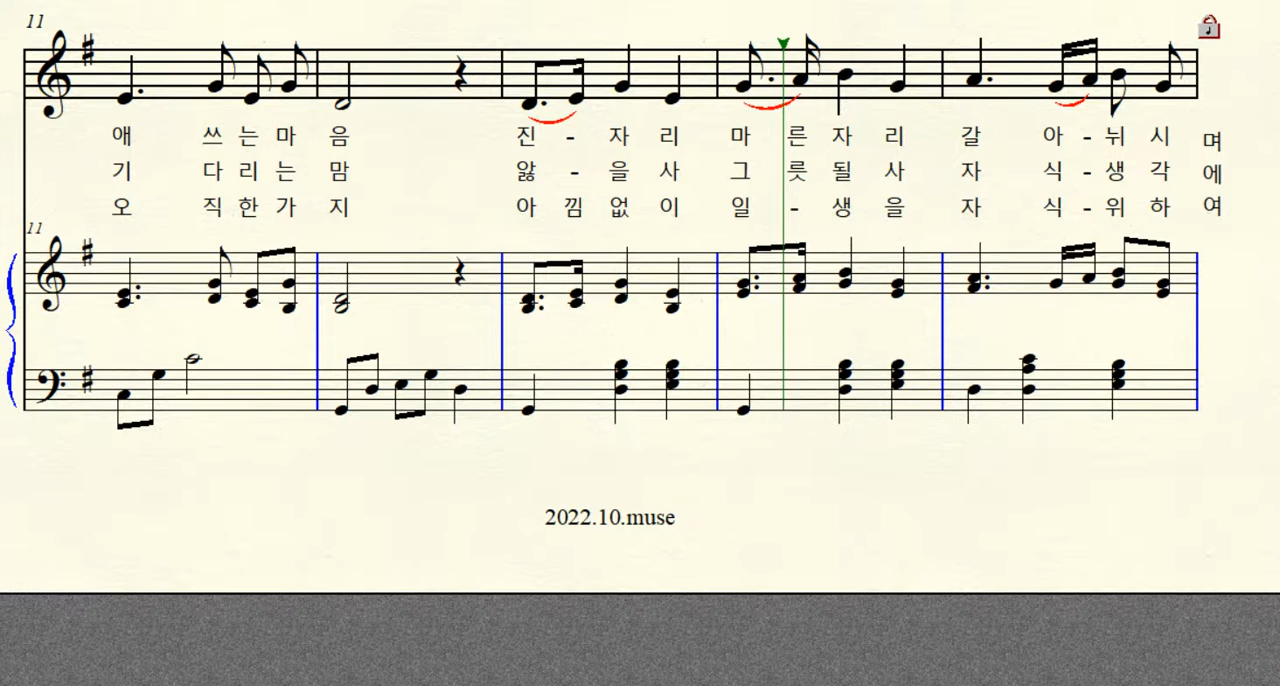 11
애 쓰 는 마 음 진 - 자 리 마 른 자 리 갈 아 - 뉘 시 며
기 다 리 는 맘 앓 - 을 사 그 릇 될 사 자 식 - 생 각 에
오 직 한 가 지 아 낌 없 이 일 - 생 을 자 식 - 위 하 여
11
2022.10.muse